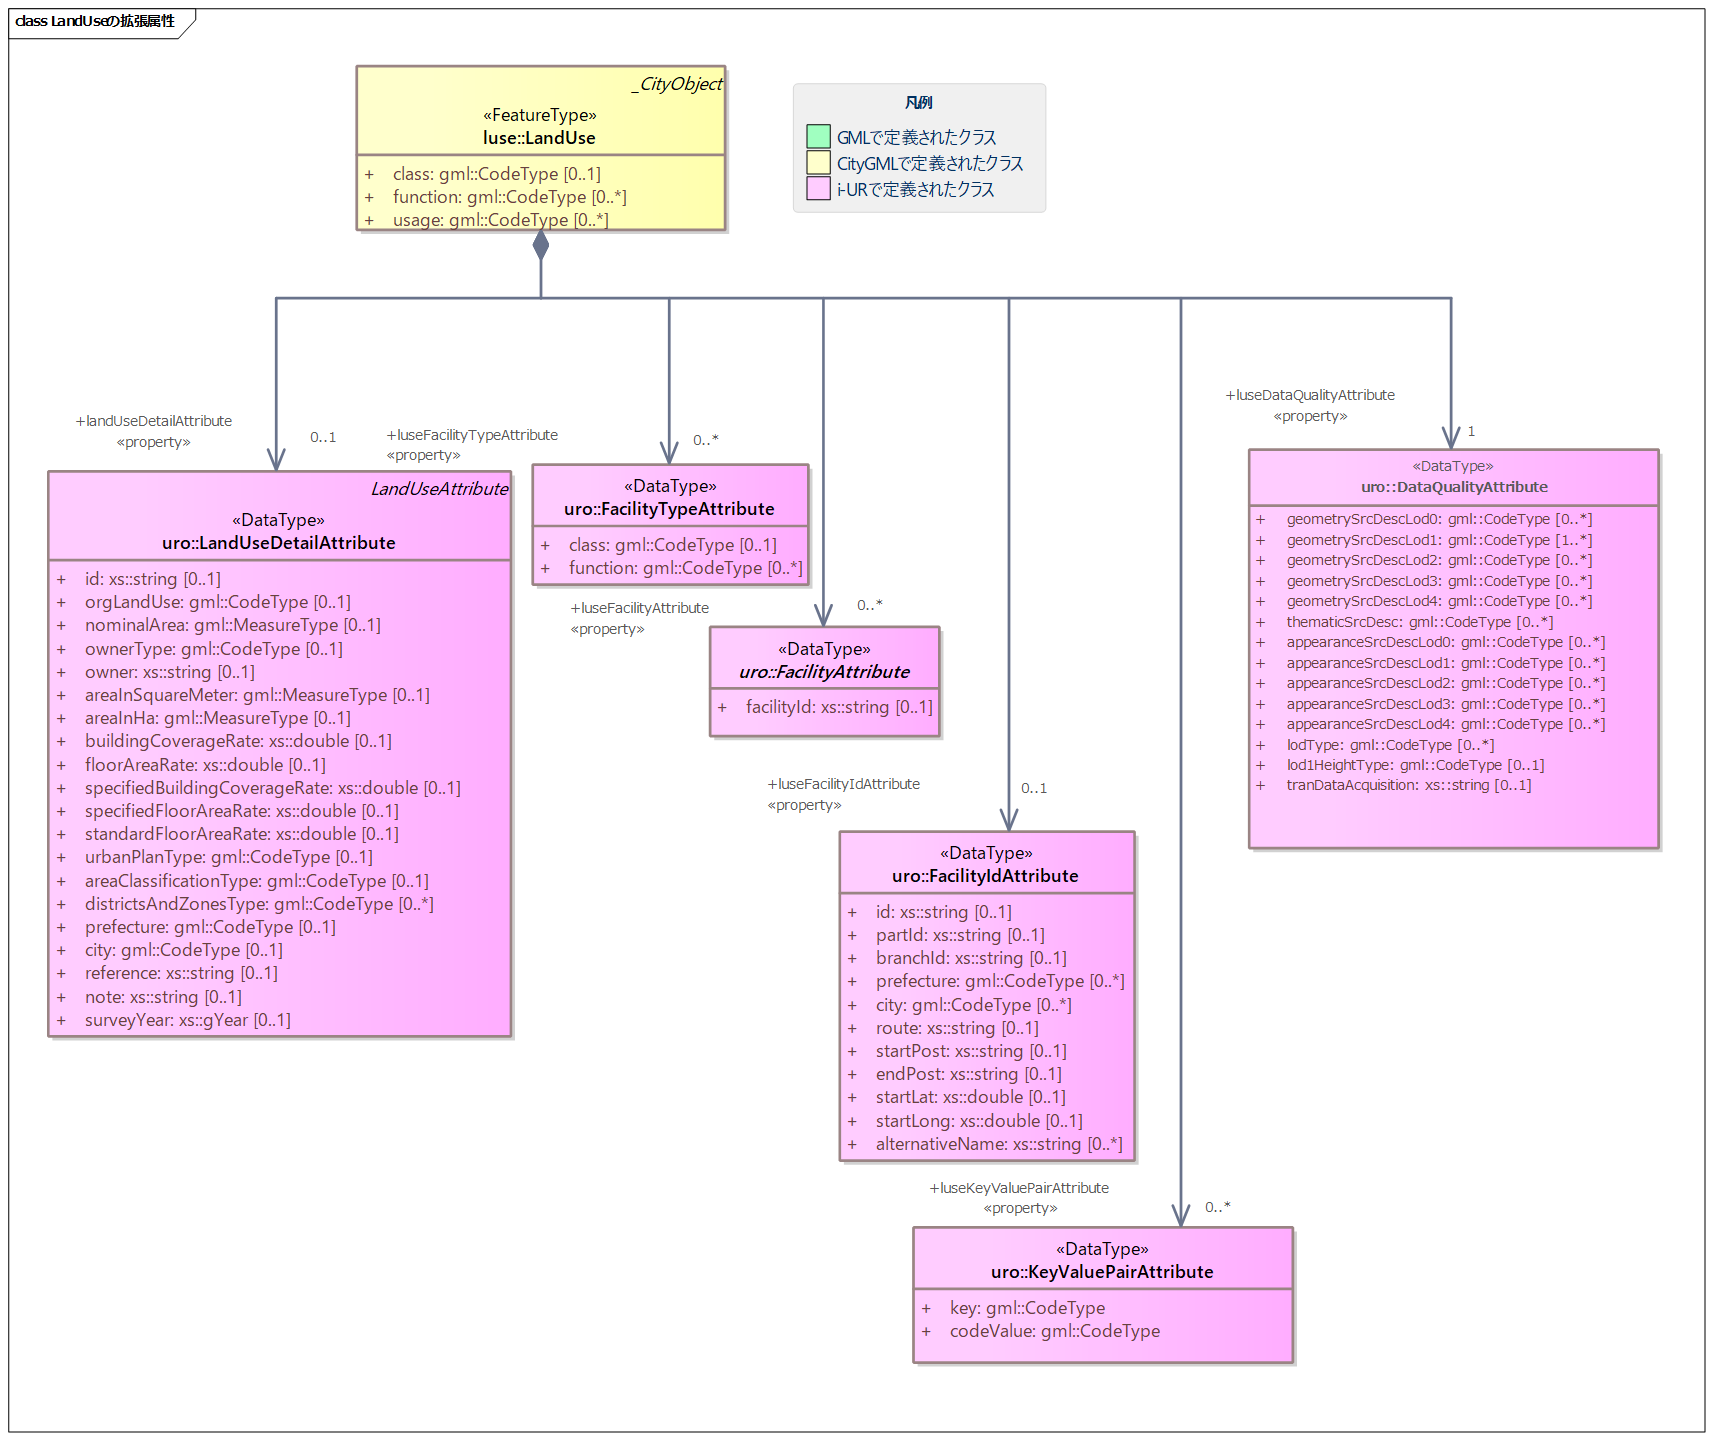 class LandUseの拡張属性
_CityObject
«FeatureType»
luse::LandUse
+ class: gml::CodeType [0..1]
+ function: gml::CodeType [0..*]
+ usage: gml::CodeType [0..*]
凡例
GMLで定義されたクラス
CityGMLで定義されたクラス
i-URで定義されたクラス
+landUseDetailAttribute
«property»
0..1
LandUseAttribute
«DataType»
uro::LandUseDetailAttribute
+ id: xs::string [0..1]
+ orgLandUse: gml::CodeType [0..1]
+ nominalArea: gml::MeasureType [0..1]
+ ownerType: gml::CodeType [0..1]
+ owner: xs::string [0..1]
+ areaInSquareMeter: gml::MeasureType [0..1]
+ areaInHa: gml::MeasureType [0..1]
+ buildingCoverageRate: xs::double [0..1]
+ floorAreaRate: xs::double [0..1]
+ specifiedBuildingCoverageRate: xs::double [0..1]
+ specifiedFloorAreaRate: xs::double [0..1]
+ standardFloorAreaRate: xs::double [0..1]
+ urbanPlanType: gml::CodeType [0..1]
+ areaClassificationType: gml::CodeType [0..1]
+ districtsAndZonesType: gml::CodeType [0..*]
+ prefecture: gml::CodeType [0..1]
+ city: gml::CodeType [0..1]
+ reference: xs::string [0..1]
+ note: xs::string [0..1]
+ surveyYear: xs::gYear [0..1]
+luseFacilityTypeAttribute
«property»
0..*
«DataType»
uro::FacilityTypeAttribute
+ class: gml::CodeType [0..1]
+ function: gml::CodeType [0..*]
+luseFacilityAttribute
«property»
0..*
«DataType»
uro::FacilityAttribute
+ facilityId: xs::string [0..1]
+luseFacilityIdAttribute
«property»
0..1
«DataType»
uro::FacilityIdAttribute
+ id: xs::string [0..1]
+ partId: xs::string [0..1]
+ branchId: xs::string [0..1]
+ prefecture: gml::CodeType [0..*]
+ city: gml::CodeType [0..*]
+ route: xs::string [0..1]
+ startPost: xs::string [0..1]
+ endPost: xs::string [0..1]
+ startLat: xs::double [0..1]
+ startLong: xs::double [0..1]
+ alternativeName: xs::string [0..*]
+luseKeyValuePairAttribute
«property»
0..*
«DataType»
uro::KeyValuePairAttribute
+ key: gml::CodeType
+ codeValue: gml::CodeType
+luseDataQualityAttribute
«property»
1
«DataType»
uro::DataQualityAttribute
+ geometrySrcDescLod0: gml::CodeType [0..*]
+ geometrySrcDescLod1: gml::CodeType [1..*]
+ geometrySrcDescLod2: gml::CodeType [0..*]
+ geometrySrcDescLod3: gml::CodeType [0..*]
+ geometrySrcDescLod4: gml::CodeType [0..*]
+ thematicSrcDesc: gml::CodeType [0..*]
+ appearanceSrcDescLod0: gml::CodeType [0..*]
+ appearanceSrcDescLod1: gml::CodeType [0..*]
+ appearanceSrcDescLod2: gml::CodeType [0..*]
+ appearanceSrcDescLod3: gml::CodeType [0..*]
+ appearanceSrcDescLod4: gml::CodeType [0..*]
+ lodType: gml::CodeType [0..*]
+ lod1HeightType: gml::CodeType [0..1]
+ tranDataAcquisition: xs::string [0..1]